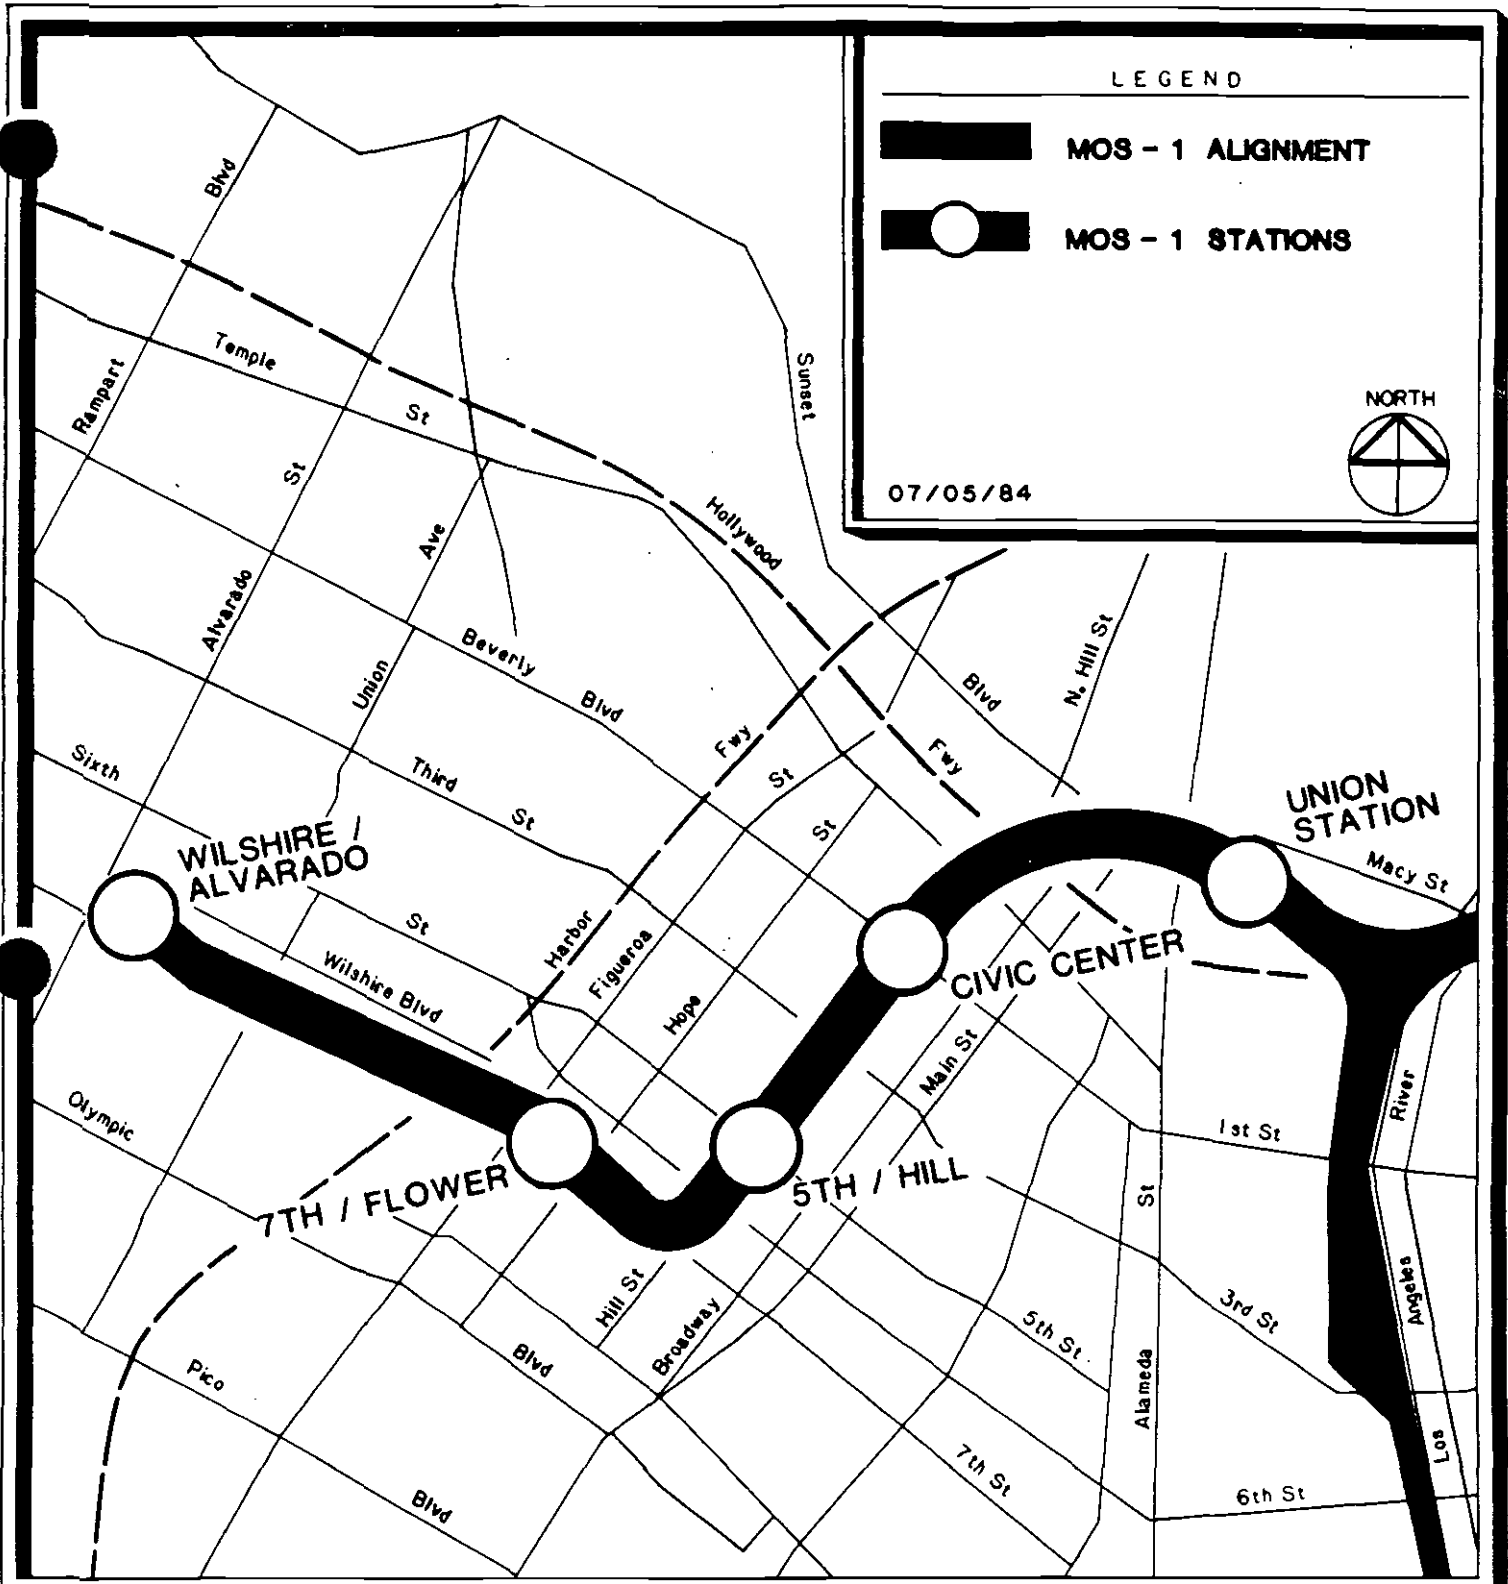 LEGEND
MOS - 1 ALIGNMENT
MOS - 1 STATIONS
NORTH
07/05/84
Blvd
Rampart
Temple
St
Sunset
St
Ave
Hollywood
Alvarado
Union
Beverly
Blvd
Blvd
N. Hill St
Sixth
Third
St
Fwy
Fwy
St
St
UNION
STATION
WILSHIRE /
ALVARADO
Macy St
St
Harbor
Figueroa
Wilshire Blvd
Hope
CIVIC CENTER
Main St
River
Olympic
1st St
7TH / FLOWER
5TH / HILL
St
Hill St
Broadway
Angeles
3rd St
5th St.
Pico
Blvd
Alameda
Los
7th St
6th St
Blvd